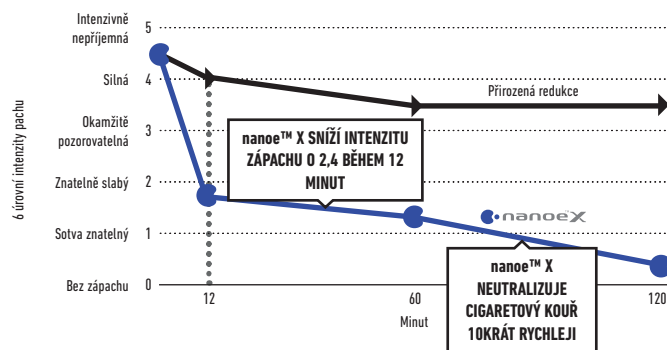 Intenzivně
nepříjemná
5
Silná
4
Přirozená redukce
Okamžitě
pozorovatelná
3
nanoe™ X SNÍŽÍ INTENZITU
ZÁPACHU O 2,4 BĚHEM 12
MINUT
Znatelně slabý
2
nanoe X
Sotva znatelný
1
nanoe™ X
NEUTRALIZUJE
CIGARETOVÝ KOUŘ
10KRÁT RYCHLEJI
Bez zápachu
0
12
60
120
Minut
6 úrovní intenzity pachu